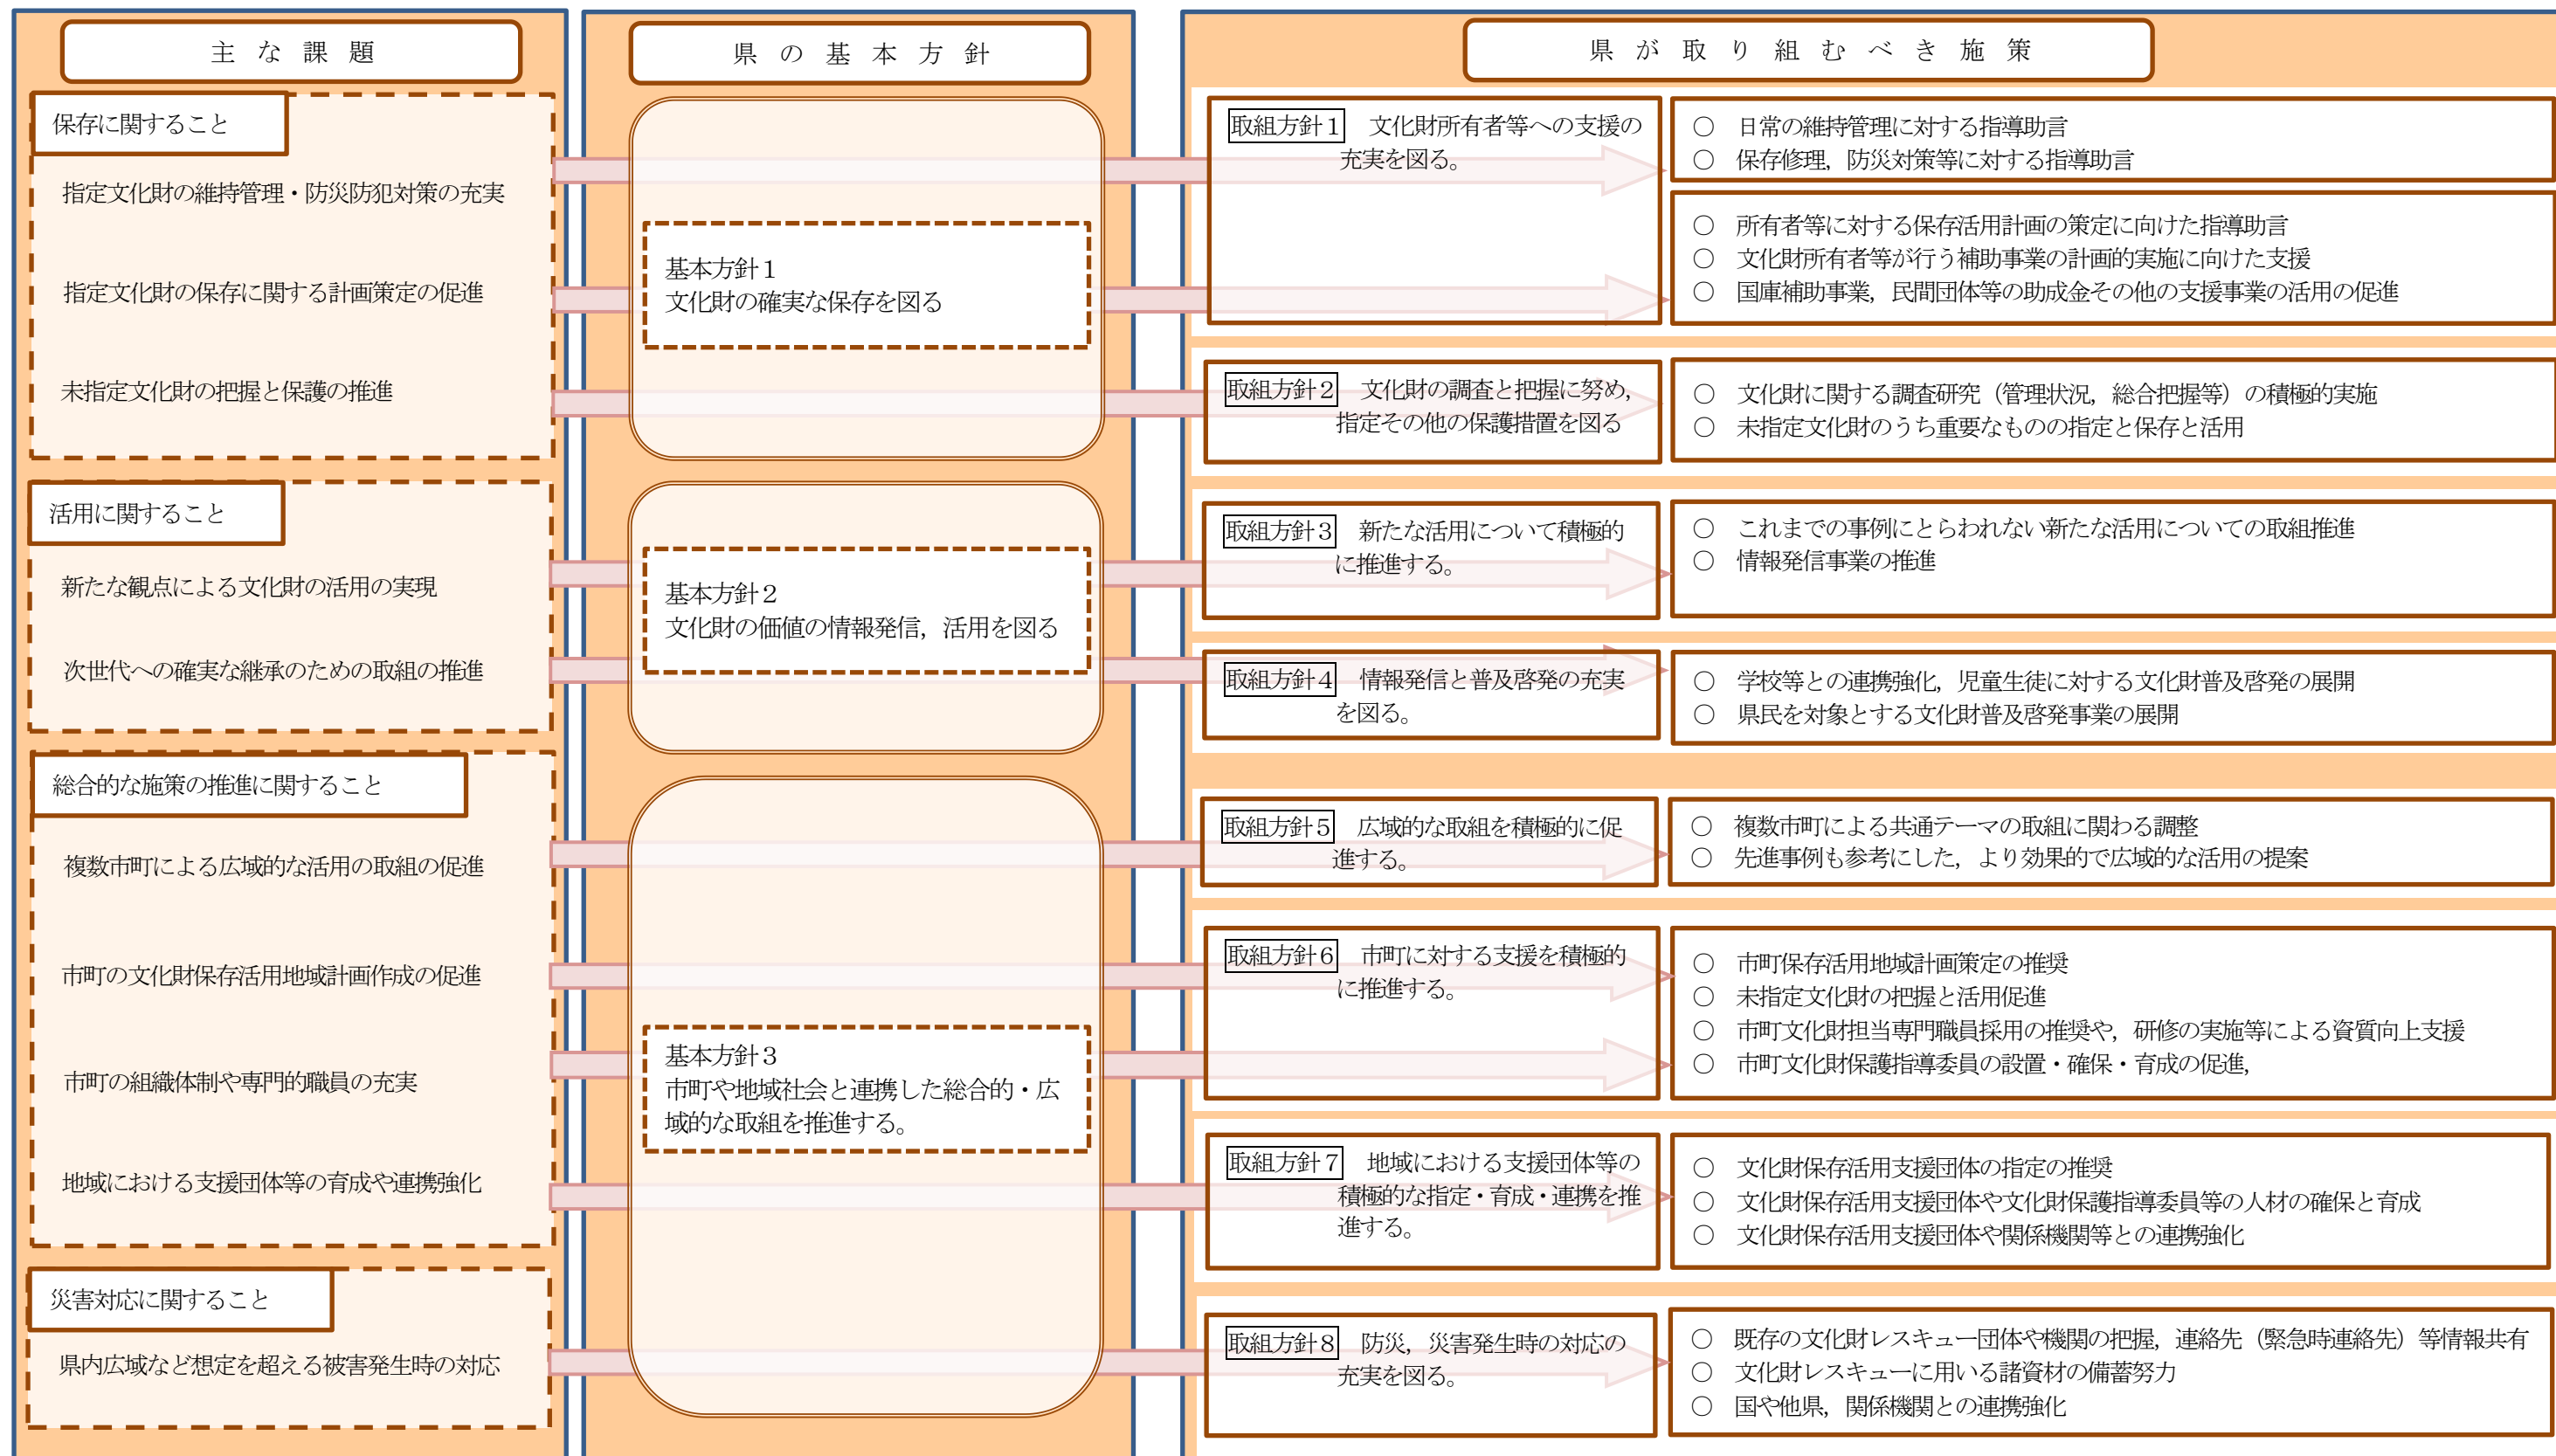 主な課題
保存に関すること
指定文化財の維持管理・防災防犯対策の充実
指定文化財の保存に関する計画策定の促進
未指定文化財の把握と保護の推進
活用に関すること
新たな観点による文化財の活用の実現
次世代への確実な継承のための取組の推進
総合的な施策の推進に関すること
複数市町による広域的な活用の取組の促進
市町の文化財保存活用地域計画作成の促進
市町の組織体制や専門的職員の充実
地域における支援団体等の育成や連携強化
災害対応に関すること
県内広域など想定を超える被害発生時の対応
県の基本方針
基本方針1
文化財の確実な保存を図る
基本方針2
文化財の価値の情報発信，活用を図る
基本方針3
市町や地域社会と連携した総合的・広
域的な取組を推進する。
県が取り組むべき施策
取組方針1 文化財所有者等への支援の
充実を図る。
○ 日常の維持管理に対する指導助言
○ 保存修理，防災対策等に対する指導助言
○ 所有者等に対する保存活用計画の策定に向けた指導助言
○ 文化財所有者等が行う補助事業の計画的実施に向けた支援
○ 国庫補助事業，民間団体等の助成金その他の支援事業の活用の促進
取組方針2 文化財の調査と把握に努め，
指定その他の保護措置を図る
○ 文化財に関する調査研究（管理状況，総合把握等）の積極的実施
○ 未指定文化財のうち重要なものの指定と保存と活用
取組方針3 新たな活用について積極的
に推進する。
○ これまでの事例にとらわれない新たな活用についての取組推進
○ 情報発信事業の推進
取組方針4 情報発信と普及啓発の充実
を図る。
○ 学校等との連携強化，児童生徒に対する文化財普及啓発の展開
○ 県民を対象とする文化財普及啓発事業の展開
取組方針5 広域的な取組を積極的に促
進する。
○ 複数市町による共通テーマの取組に関わる調整
○ 先進事例も参考にした，より効果的で広域的な活用の提案
取組方針6 市町に対する支援を積極的
に推進する。
○ 市町保存活用地域計画策定の推奨
○ 未指定文化財の把握と活用促進
○ 市町文化財担当専門職員採用の推奨や，研修の実施等による資質向上支援
○ 市町文化財保護指導委員の設置・確保・育成の促進，
取組方針7 地域における支援団体等の
積極的な指定・育成・連携を推
進する。
○ 文化財保存活用支援団体の指定の推奨
○ 文化財保存活用支援団体や文化財保護指導委員等の人材の確保と育成
○ 文化財保存活用支援団体や関係機関等との連携強化
取組方針8 防災，災害発生時の対応の
充実を図る。
○ 既存の文化財レスキュー団体や機関の把握，連絡先（緊急時連絡先）等情報共有
○ 文化財レスキューに用いる諸資材の備蓄努力
○ 国や他県，関係機関との連携強化